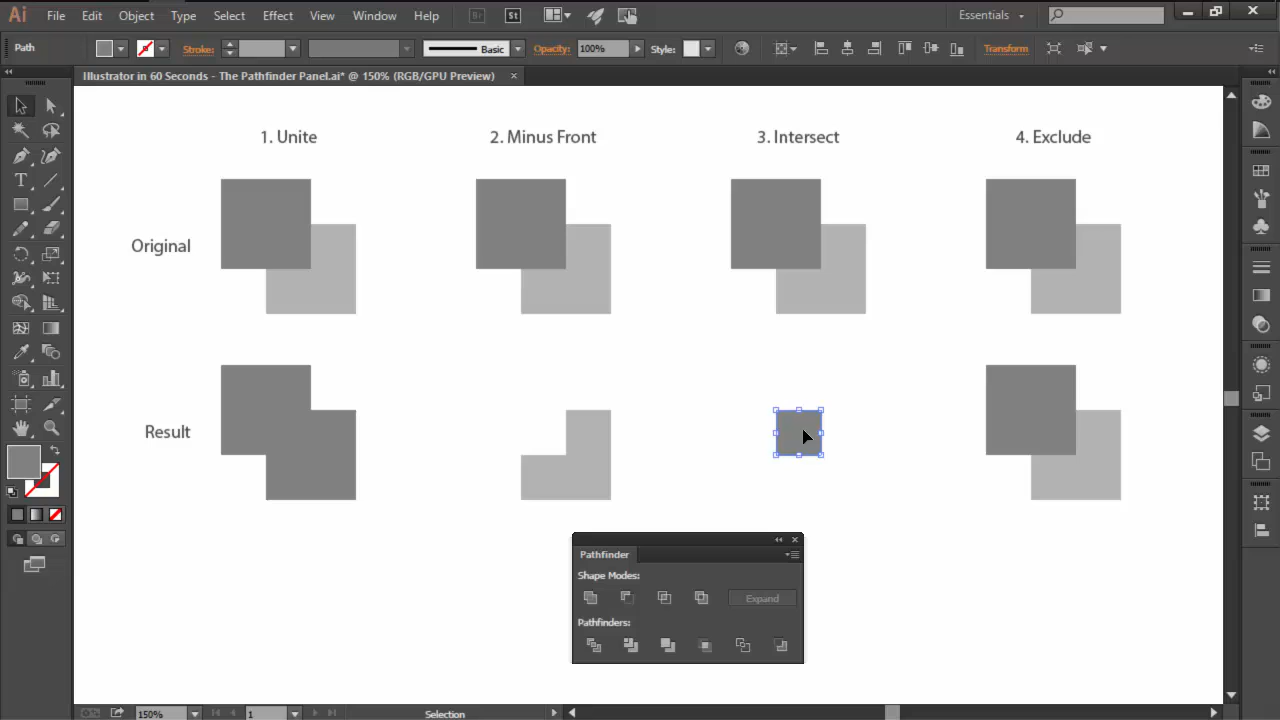 Ai File Edit Object Type Select Effect View Window Help Br St Essentials
Path Stroke: Basic Opacity: 100% Style: Transform
Illustrator in 60 Seconds - The Pathfinder Panel.ai* @ 150% (RGB/GPU Preview)
1. Unite 2. Minus Front 3. Intersect 4. Exclude
Original
Result
Pathfinder
Shape Modes:
Expand
Pathfinders:
150% 1 Selection